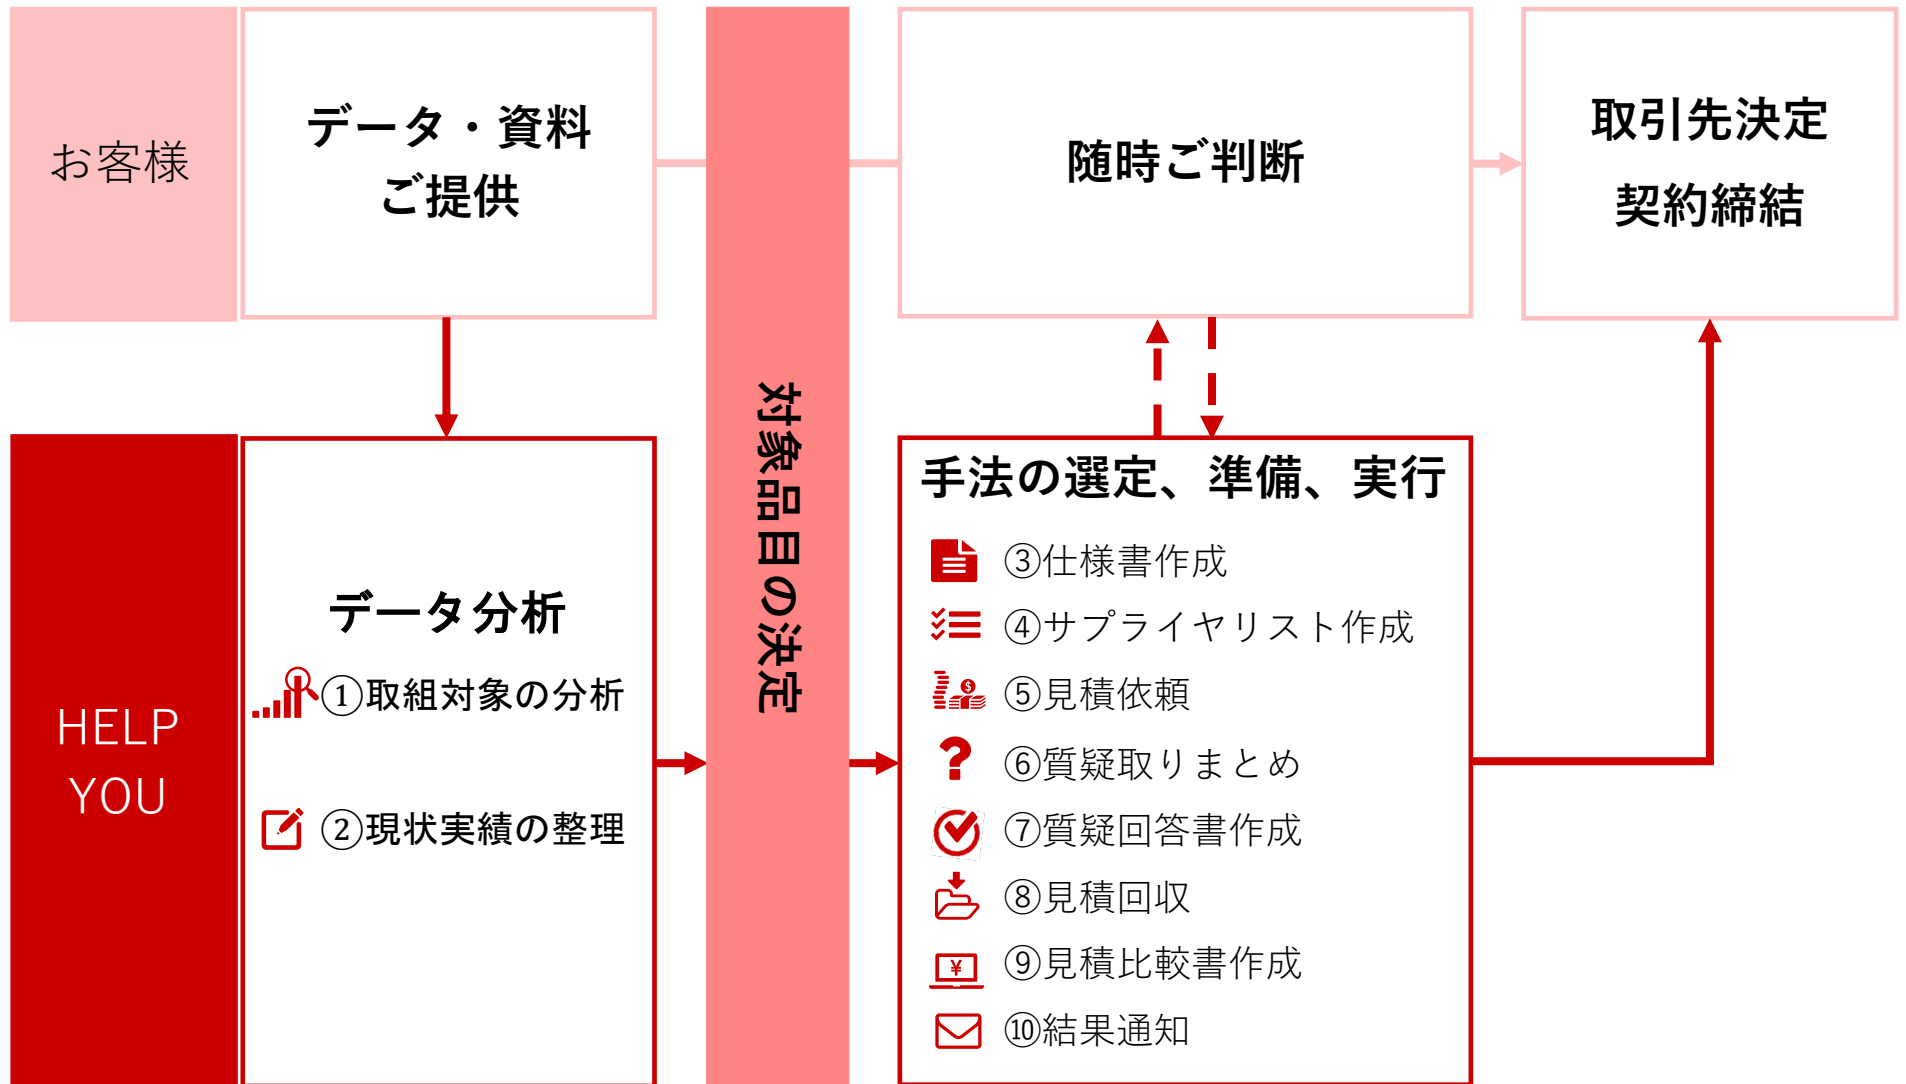 お客様
データ・資料
ご提供
随時ご判断
取引先決定
契約締結
対象品目の決定
HELP
YOU
データ分析
①取組対象の分析
②現状実績の整理
手法の選定、準備、実行
③仕様書作成
④サプライヤリスト作成
⑤見積依頼
⑥質疑取りまとめ
⑦質疑回答書作成
⑧見積回収
⑨見積比較書作成
⑩結果通知